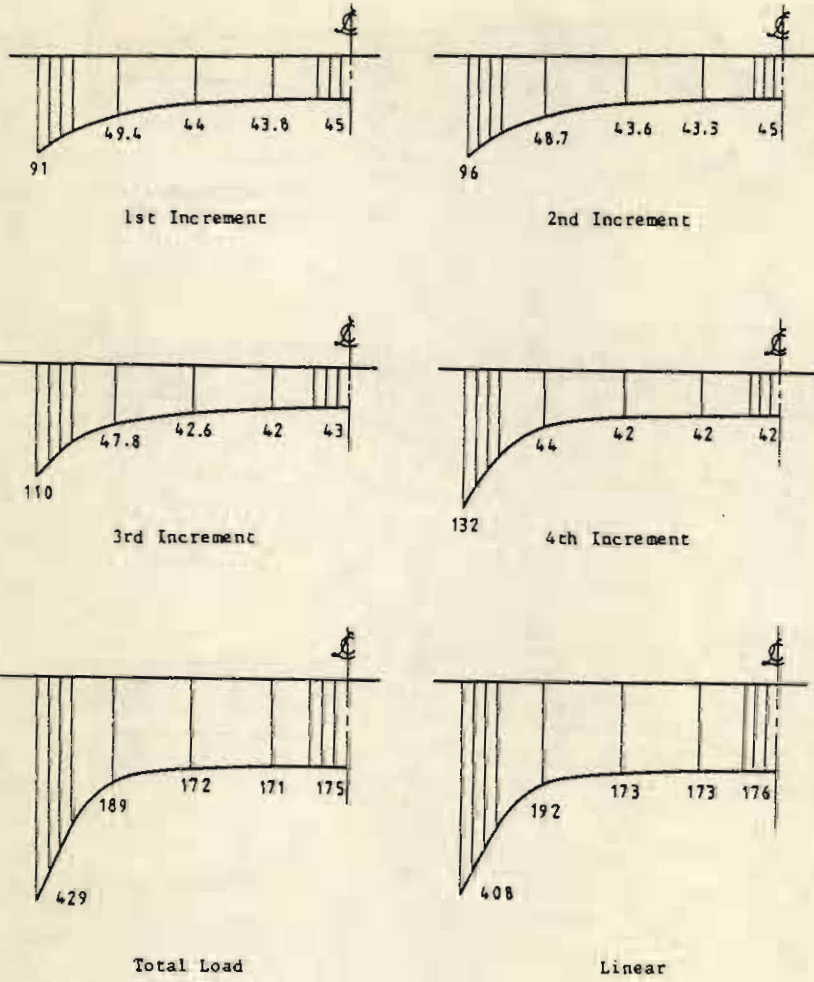 ℄
℄
49.4 44 43.8 45
91
48.7 43.6 43.3 45
96
1st Increment
2nd Increment
℄
℄
47.8 42.6 42 43
110
44 42 42 42
132
3rd Increment
4th Increment
℄
℄
189 172 171 175
429
192 173 173 176
408
Total Load
Linear